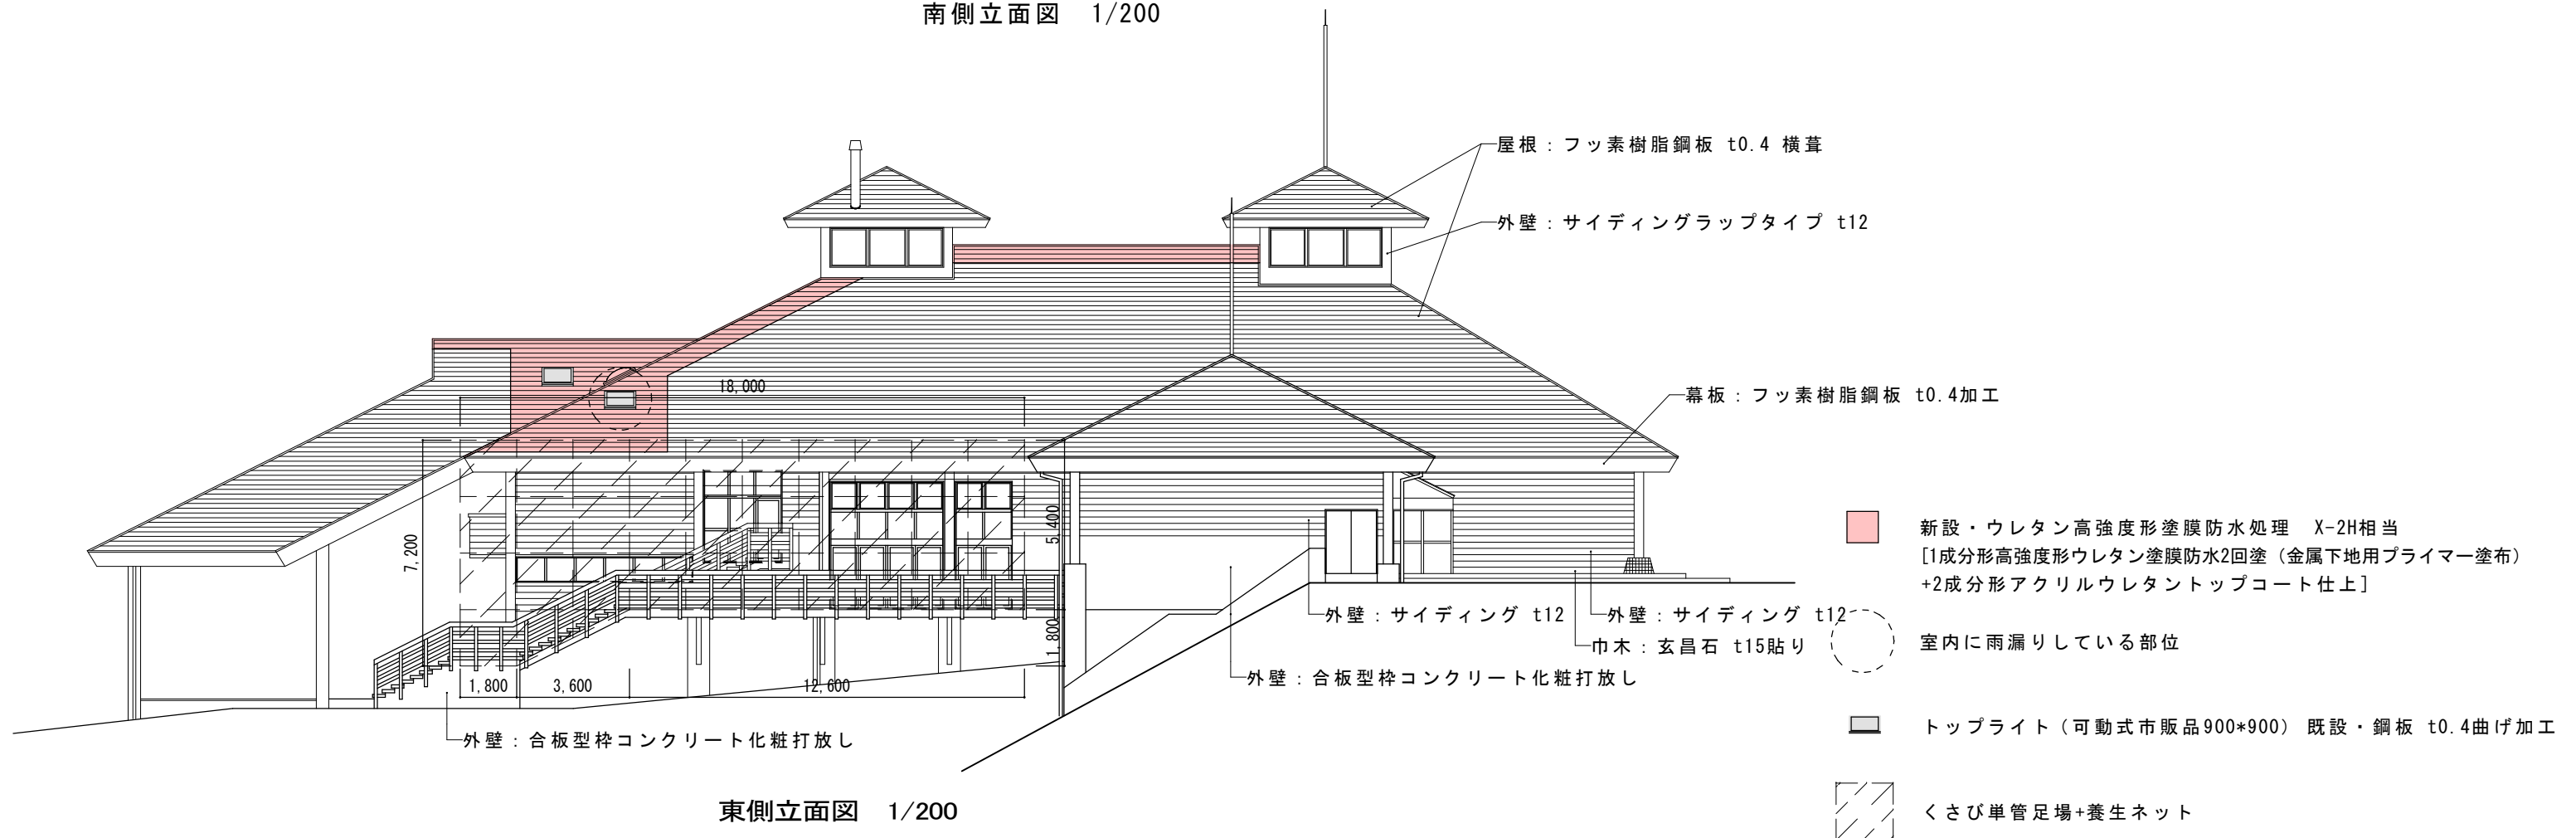 南側立面図　1/200
屋根：フッ素樹脂鋼板 t0.4 横葺
外壁：サイディングラップタイプ t12
18,000
幕板：フッ素樹脂鋼板 t0.4加工
7,200
5,400
1,800
新設・ウレタン高強度形塗膜防水処理　X-2H相当
[1成分形高強度形ウレタン塗膜防水2回塗（金属下地用プライマー塗布）
+2成分形アクリルウレタントップコート仕上]
外壁：サイディング t12
外壁：サイディング t12
巾木：玄昌石 t15貼り
室内に雨漏りしている部位
外壁：合板型枠コンクリート化粧打放し
1,800
3,600
12,600
外壁：合板型枠コンクリート化粧打放し
トップライト（可動式市販品900*900） 既設・鋼板 t0.4曲げ加工
東側立面図　1/200
くさび単管足場+養生ネット